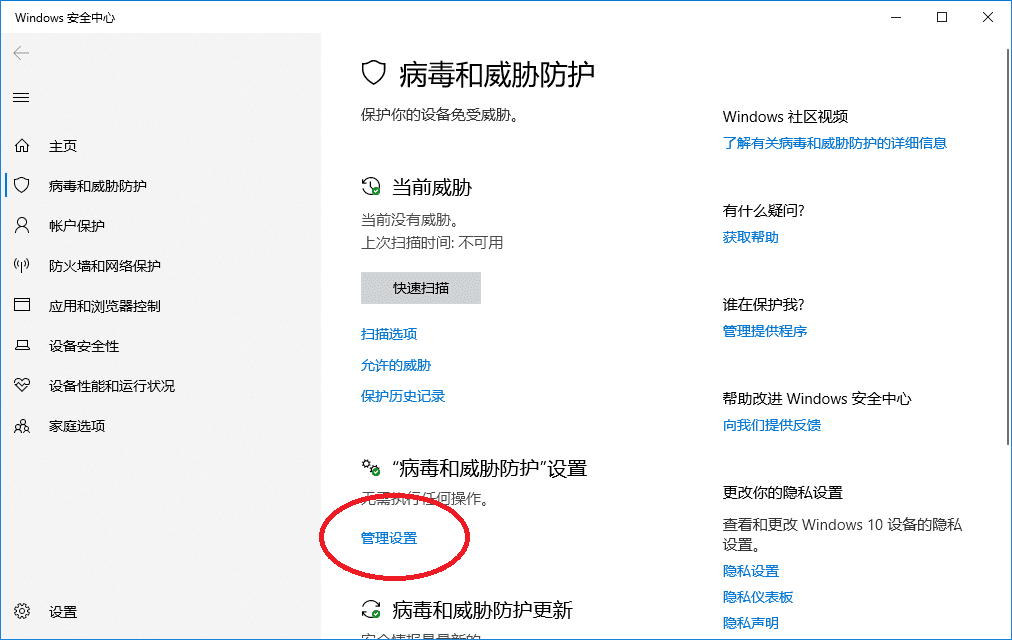 Windows 安全中心
主页
病毒和威胁防护
帐户保护
防火墙和网络保护
应用和浏览器控制
设备安全性
设备性能和运行状况
家庭选项
设置
病毒和威胁防护
保护你的设备免受威胁。
当前威胁
当前没有威胁。
上次扫描时间: 不可用
快速扫描
扫描选项
允许的威胁
保护历史记录
“病毒和威胁防护”设置
无需执行任何操作。
管理设置
病毒和威胁防护更新
安全情报是最新的
Windows 社区视频
了解有关病毒和威胁防护的详细信息
有什么疑问?
获取帮助
谁在保护我?
管理提供程序
帮助改进 Windows 安全中心
向我们提供反馈
更改你的隐私设置
查看和更改 Windows 10 设备的隐私
设置。
隐私设置
隐私仪表板
隐私声明